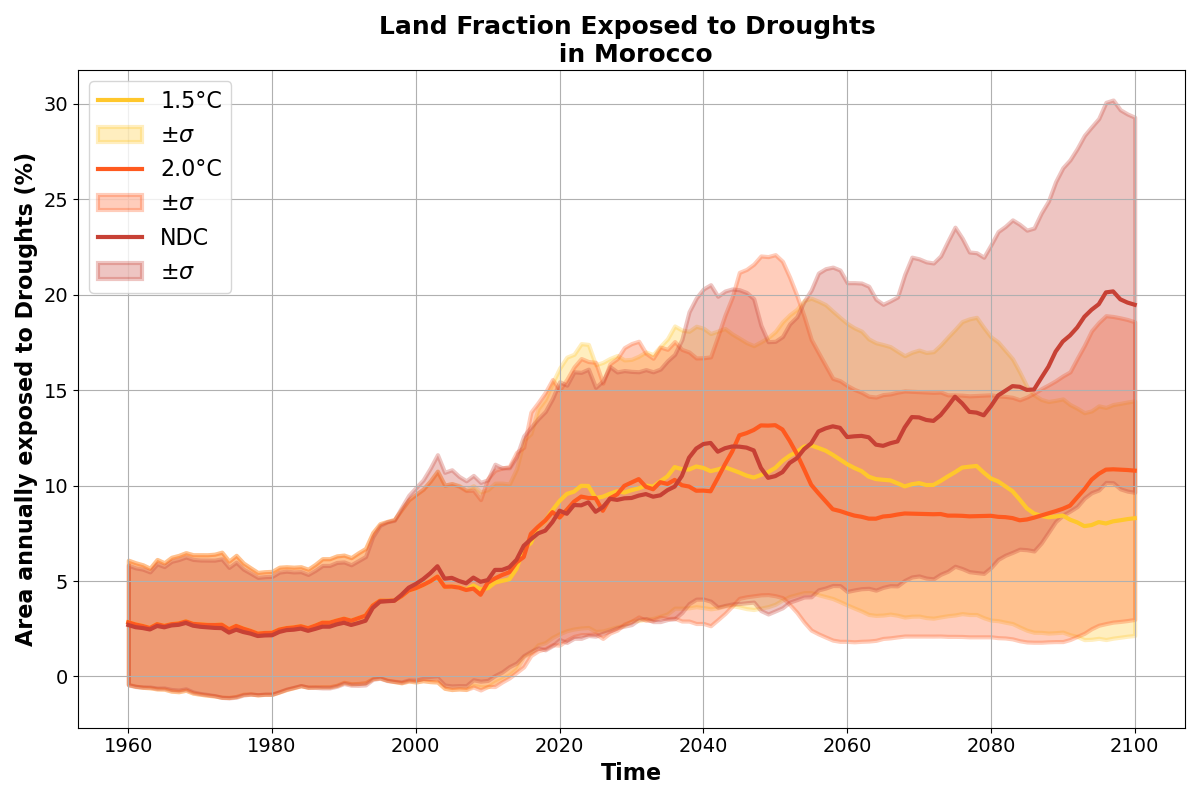 Land Fraction Exposed to Droughts
in Morocco
1.5°C
±σ
2.0°C
±σ
NDC
±σ
Area annually exposed to Droughts (%)
30
25
20
15
10
5
0
1960 1980 2000 2020 2040 2060 2080 2100
Time